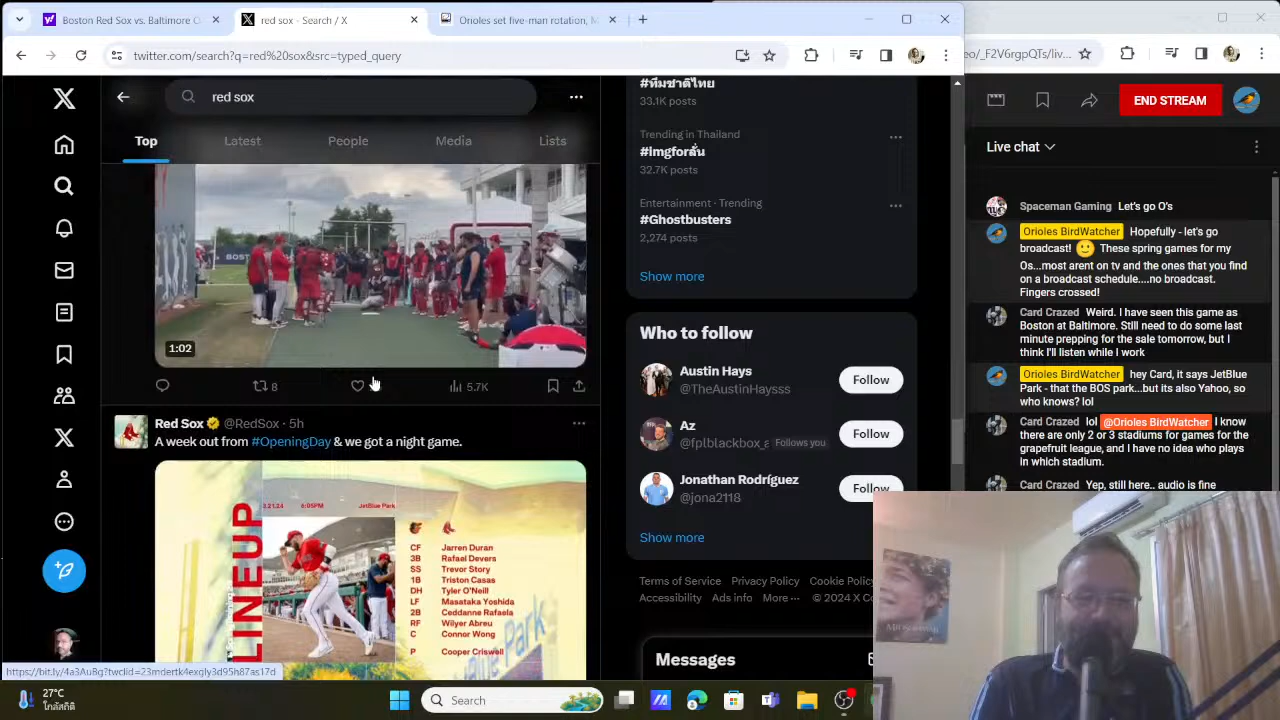 Boston Red Sox vs. Baltimore O
red sox - Search / X
Orioles set five-man rotation, M
twitter.com/search?q=red%20sox&src=typed_query
eo/_F2V6rgpQTs/liv
red sox
Top
Latest
People
Media
Lists
1:02
8
5.7K
Red Sox @RedSox · 5h
A week out from #OpeningDay & we got a night game.
LINEUP
6:05PM
JetBlue Park
CF Jarren Duran
3B Rafael Devers
SS Trevor Story
1B Triston Casas
DH Tyler O'Neill
LF Masataka Yoshida
2B Ceddanne Rafaela
RF Wilyer Abreu
C Connor Wong
P Cooper Criswell
#ทีมชาติไทย
33.1K posts
Trending in Thailand
#imgforลั่น
32.7K posts
Entertainment · Trending
#Ghostbusters
2,274 posts
Show more
Who to follow
Austin Hays
@TheAustinHaysss
Follow
Az
@fplblackbox_a Follows you
Follow
Jonathan Rodríguez
@jona2118
Follow
Show more
Terms of Service Privacy Policy Cookie Policy
Accessibility Ads info More ··· © 2024 X Co
Messages
END STREAM
Live chat
Spaceman Gaming Let's go O's
Orioles BirdWatcher Hopefully - let's go
broadcast! 🙂 These spring games for my
Os...most arent on tv and the ones that you find
on a broadcast schedule....no broadcast.
Fingers crossed!
Card Crazed Weird. I have seen this game as
Boston at Baltimore. Still need to do some last
minute prepping for the sale tomorrow, but I
think I'll listen while I work
Orioles BirdWatcher hey Card, it says JetBlue
Park - that the BOS park...but its also Yahoo, so
who knows? lol
Card Crazed lol @Orioles BirdWatcher I know
there are only 2 or 3 stadiums for games for the
grapefruit league, and I have no idea who plays
in which stadium.
Card Crazed Yep, still here.. audio is fine
27°C
Search